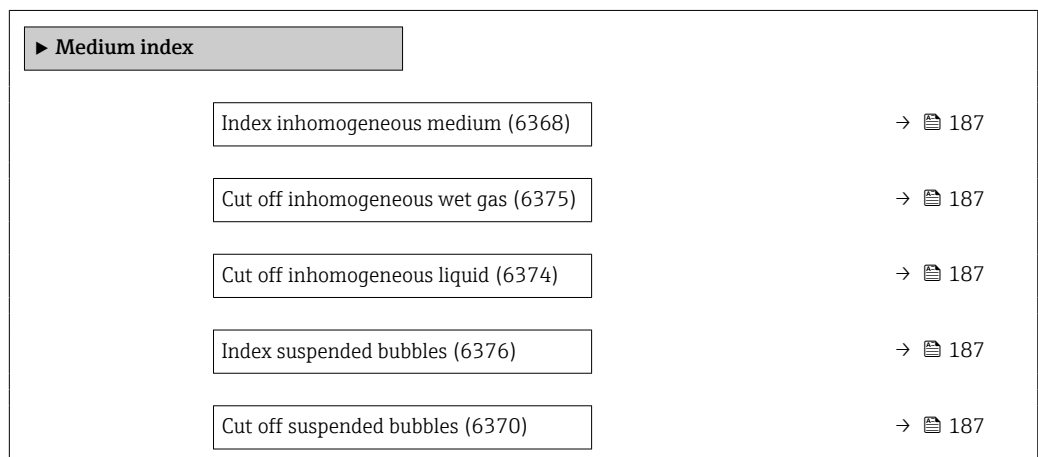 ▶ Medium index
Index inhomogeneous medium (6368) → 187
Cut off inhomogeneous wet gas (6375) → 187
Cut off inhomogeneous liquid (6374) → 187
Index suspended bubbles (6376) → 187
Cut off suspended bubbles (6370) → 187